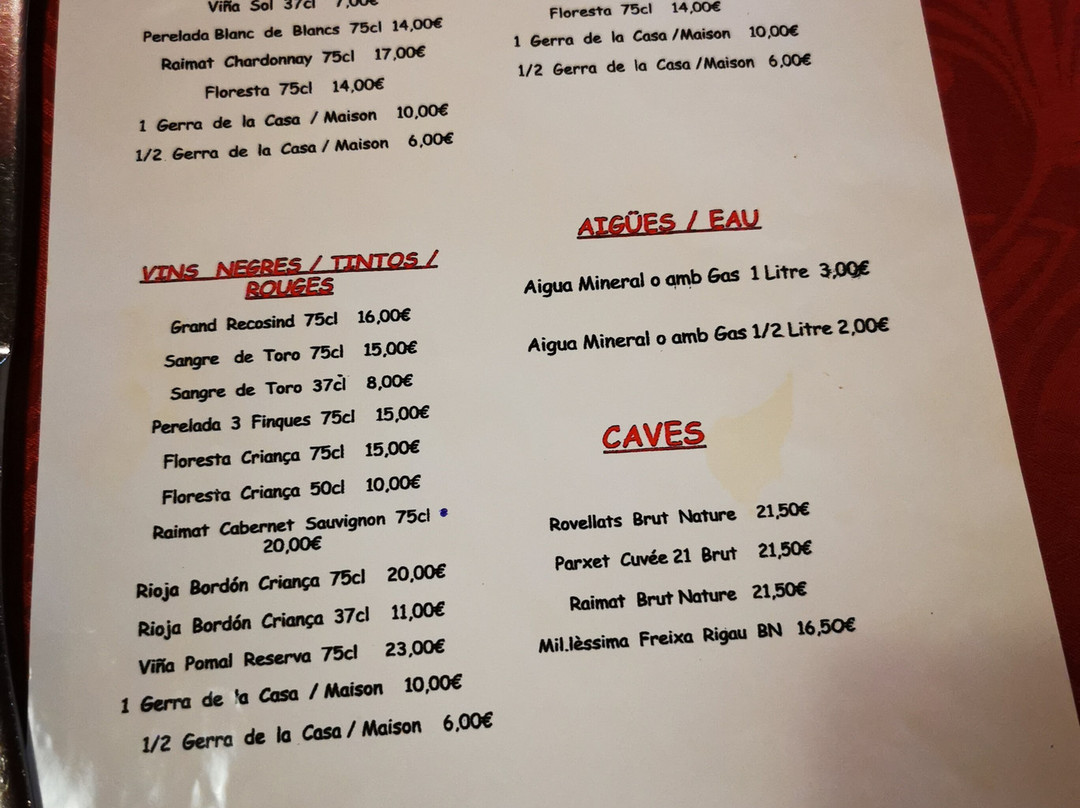 Viña Sol 37cl 7,00€
Perelada Blanc de Blancs 75cl 14,00€
Raimat Chardonnay 75cl 17,00€
Floresta 75cl 14,00€
1 Gerra de la Casa / Maison 10,00€
1/2 Gerra de la Casa / Maison 6,00€
VINS NEGRES / TINTOS /
ROUGES
Grand Recosind 75cl 16,00€
Sangre de Toro 75cl 15,00€
Sangre de Toro 37cl 8,00€
Perelada 3 Finques 75cl 15,00€
Floresta Criança 75cl 15,00€
Floresta Criança 50cl 10,00€
Raimat Cabernet Sauvignon 75cl
20,00€
Rioja Bordón Criança 75cl 20,00€
Rioja Bordón Criança 37cl 11,00€
Viña Pomal Reserva 75cl 23,00€
1 Gerra de la Casa / Maison 10,00€
1/2 Gerra de la Casa / Maison 6,00€
Floresta 75cl 14,00€
1 Gerra de la Casa /Maison 10,00€
1/2 Gerra de la Casa /Maison 6,00€
AIGÜES / EAU
Aigua Mineral o amb Gas 1 Litre 3,00€
Aigua Mineral o amb Gas 1/2 Litre 2,00€
CAVES
Rovellats Brut Nature 21,50€
Parxet Cuvée 21 Brut 21,50€
Raimat Brut Nature 21,50€
Mil.lèssima Freixa Rigau BN 16,50€